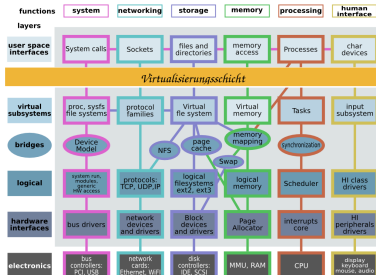 functions system networking storage memory processing human interface
layers
user space interfaces System calls Sockets files and directories memory access Processes char devices
Virtualisierungsschicht
virtual subsystems proc, sysfs file systems protocol families Virtual file system Virtual memory Tasks input subsystem
bridges Device Model NFS page cache memory mapping synchronization
Swap
logical system run, modules, generic HW access protocols: TCP, UDP,IP logical filesystems ext2, ext3 logical memory Scheduler HI class drivers
hardware interfaces bus drivers network devices and drivers Block devices and drivers Page Allocator interrupts core HI peripherals drivers
electronics bus controllers: PCI, USB network cards: Ethernet, WiFi disk controllers: IDE, SCSI MMU, RAM CPU display keyboard mouse, audio